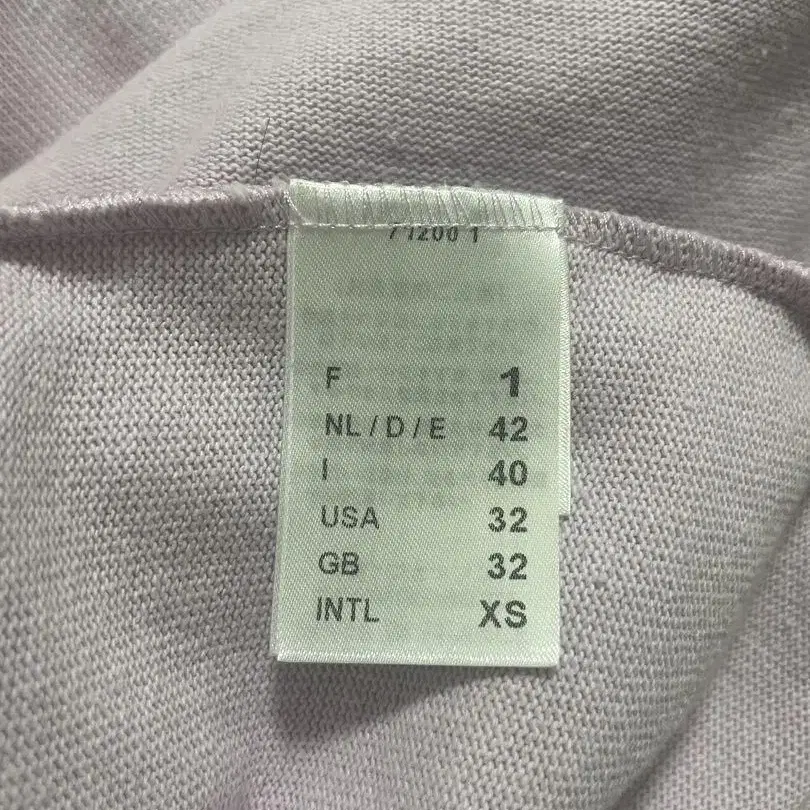 F 1
NL / D / E 42
I 40
USA 32
GB 32
INTL XS